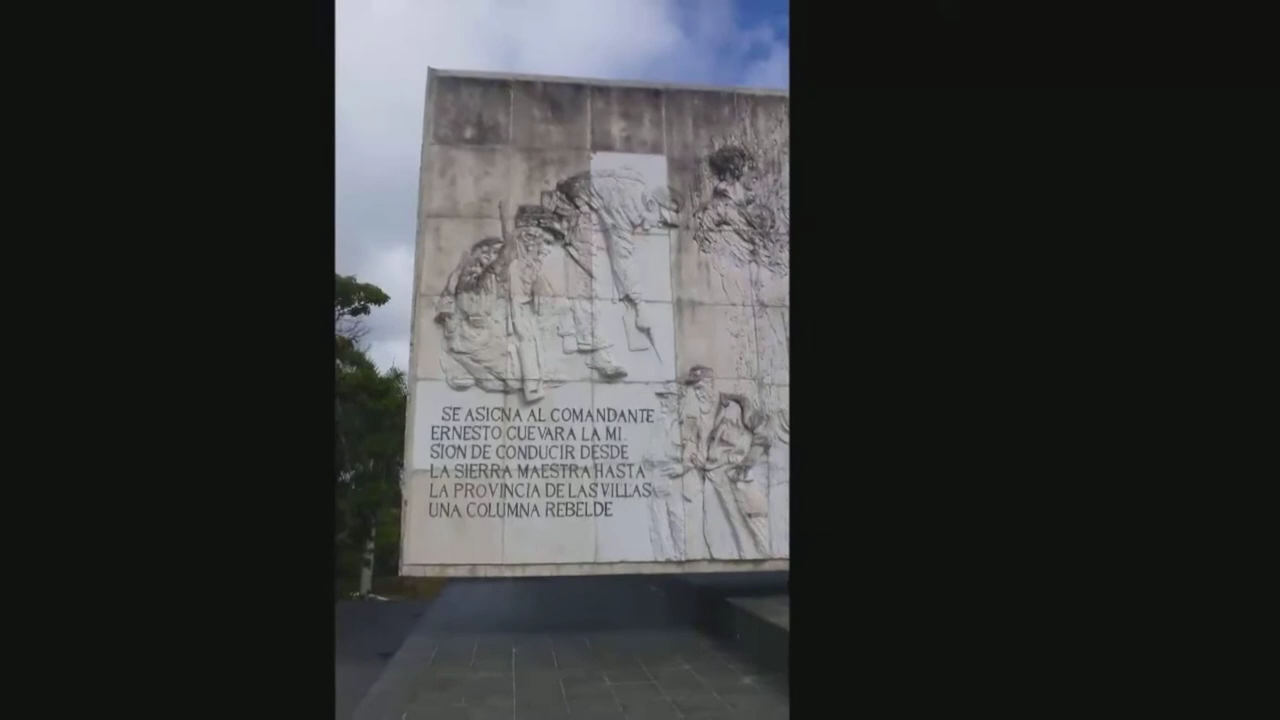 SE ASIGNA AL COMANDANTE
ERNESTO GUEVARA LA MI
SION DE CONDUCIR DESDE
LA SIERRA MAESTRA HASTA
LA PROVINCIA DE LAS VILLAS
UNA COLUMNA REBELDE